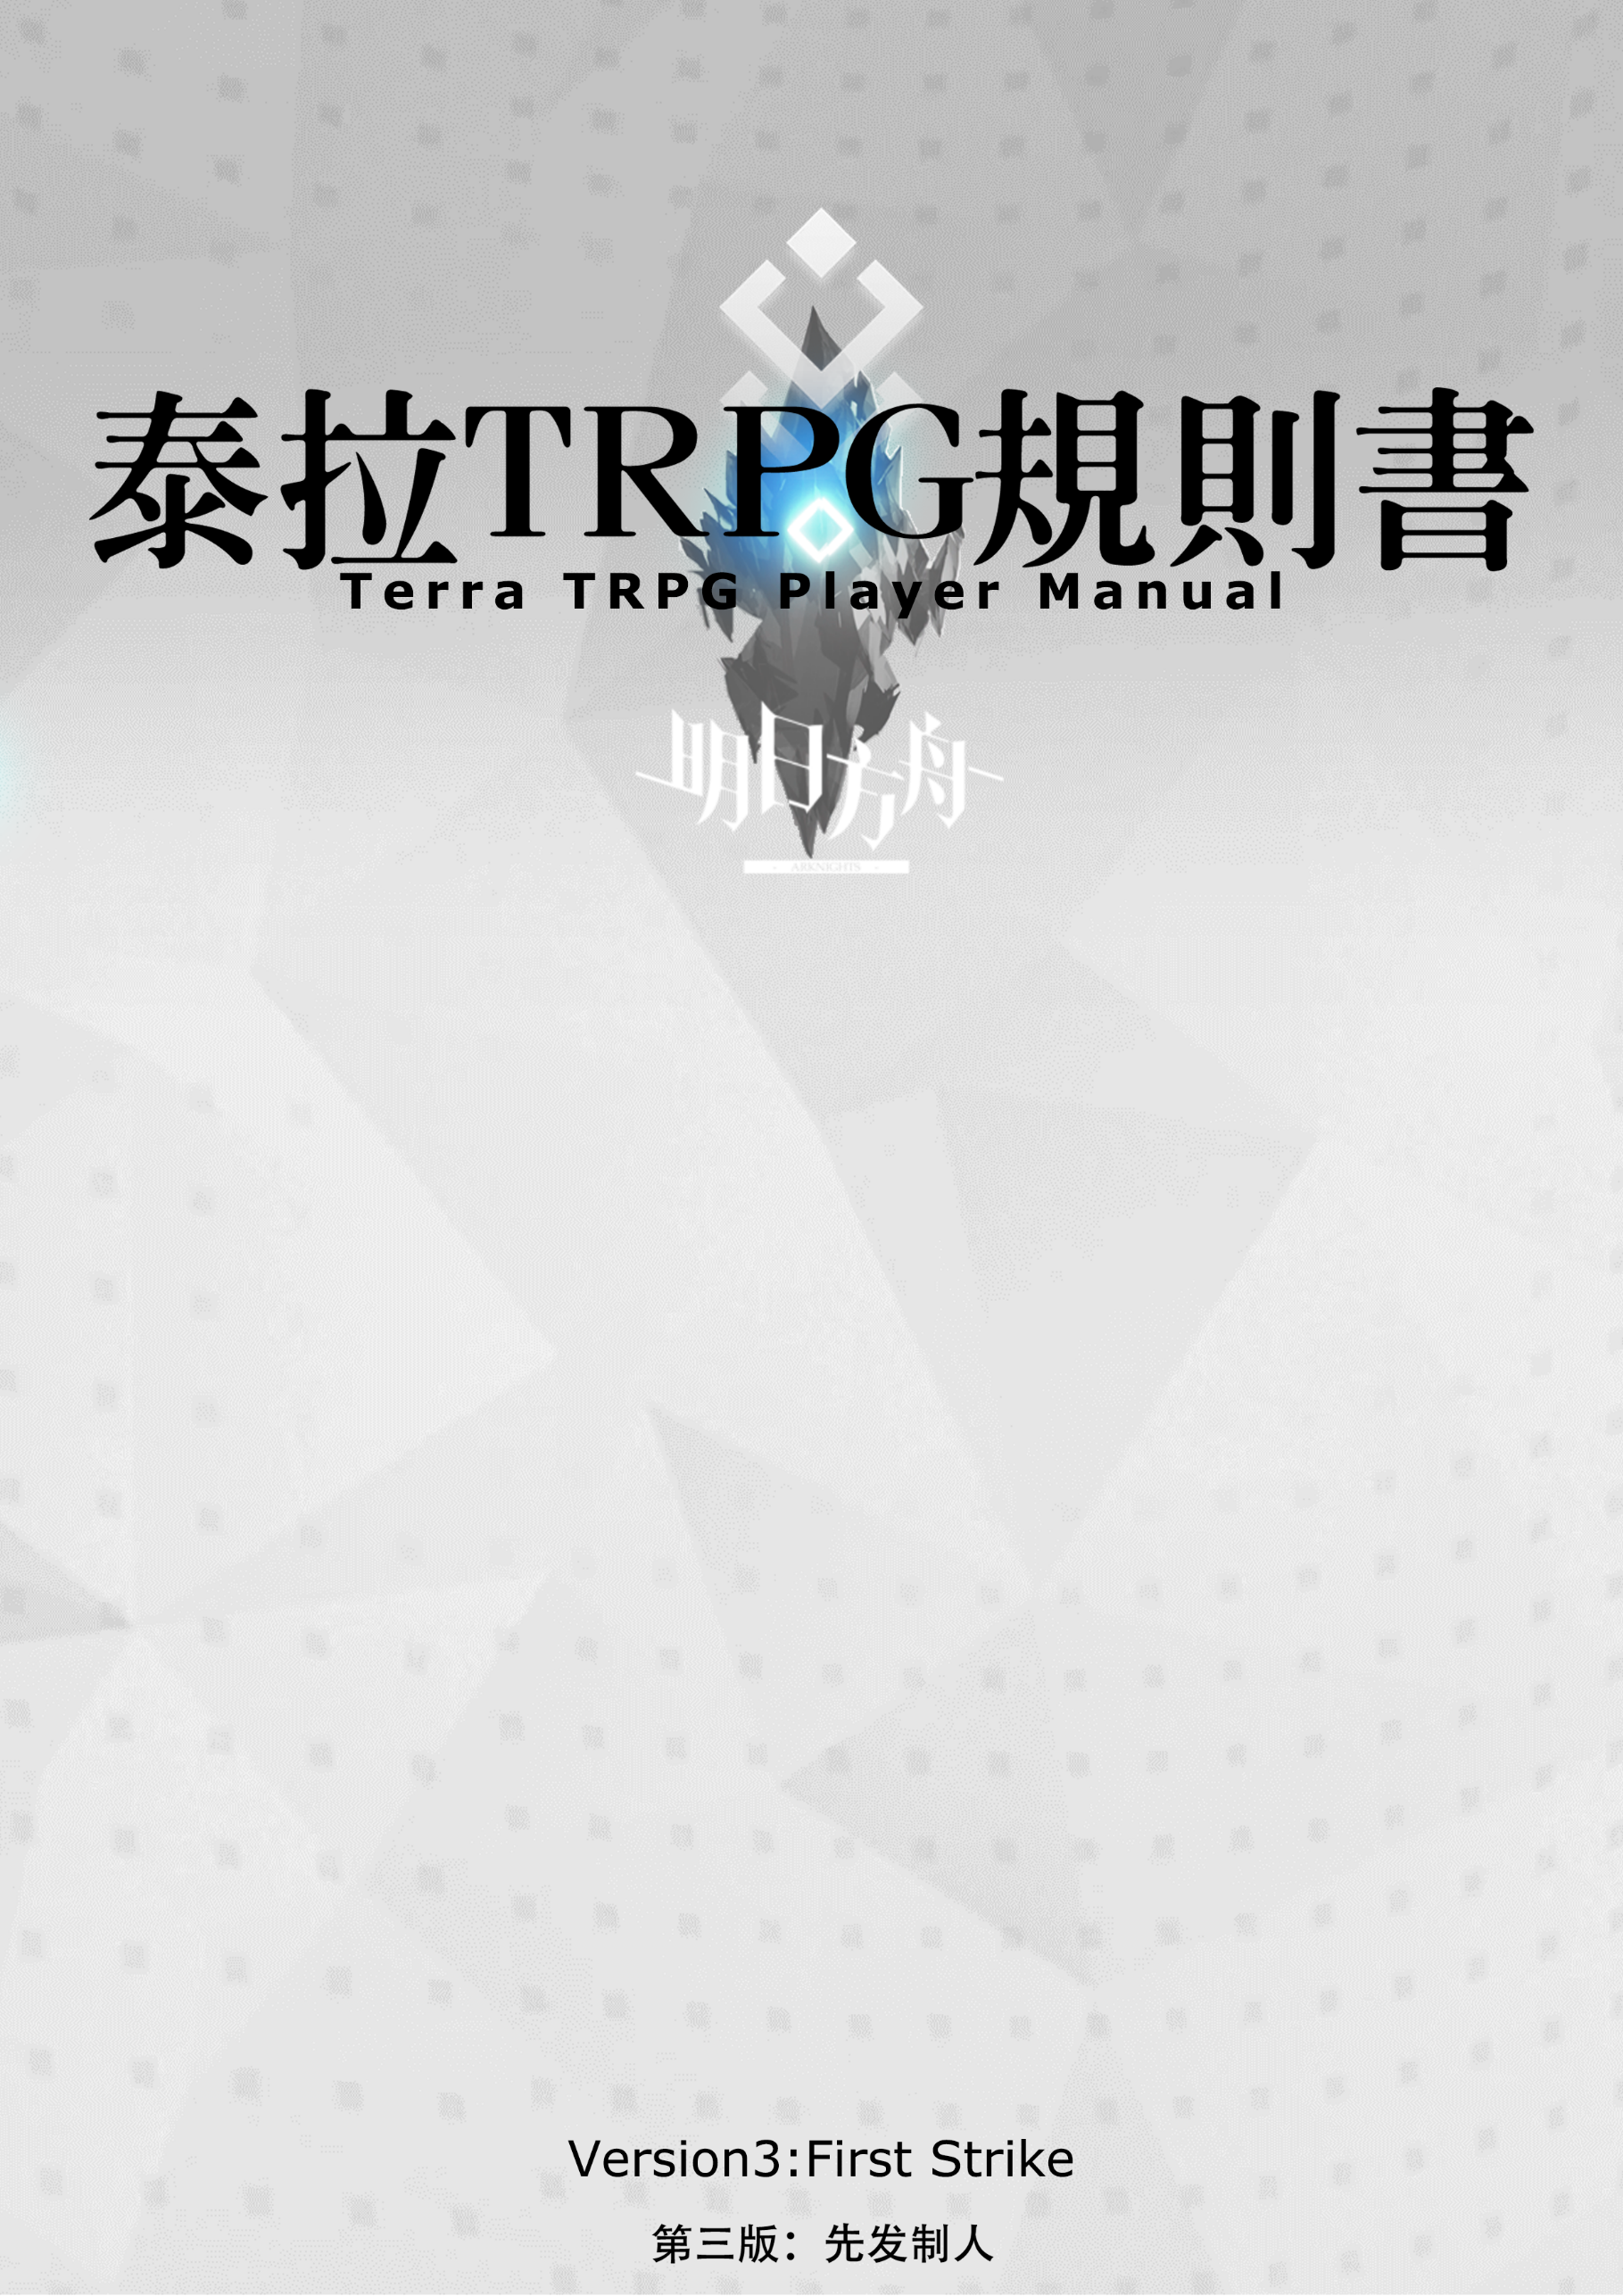 泰拉TRPG規則書
Terra TRPG Player Manual
明日方舟
- ARKNIGHTS -
Version3:First Strike
第三版：先发制人